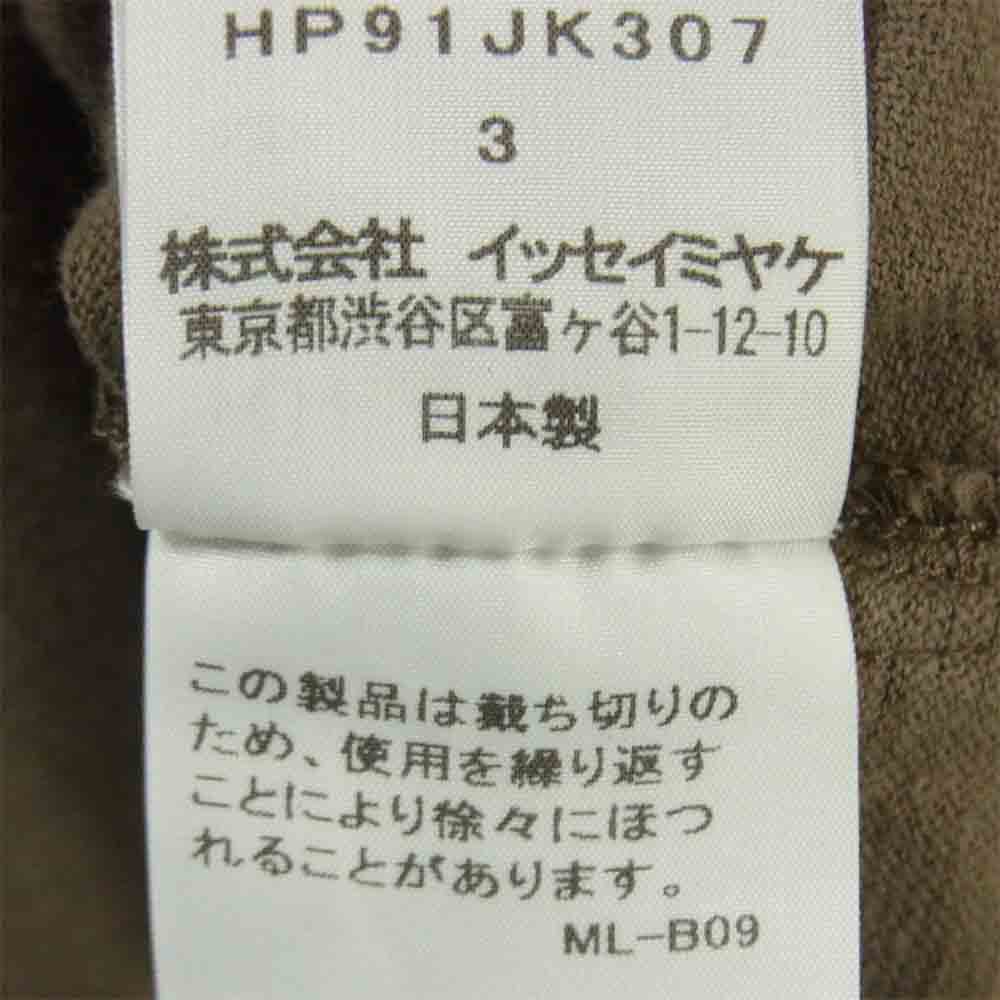 HP91JK307
3
株式会社 イッセイミヤケ
東京都渋谷区富ヶ谷1-12-10
日本製
この製品は裁ち切りの
ため、使用を繰り返す
ことにより徐々にほつ
れることがあります。
ML-B09